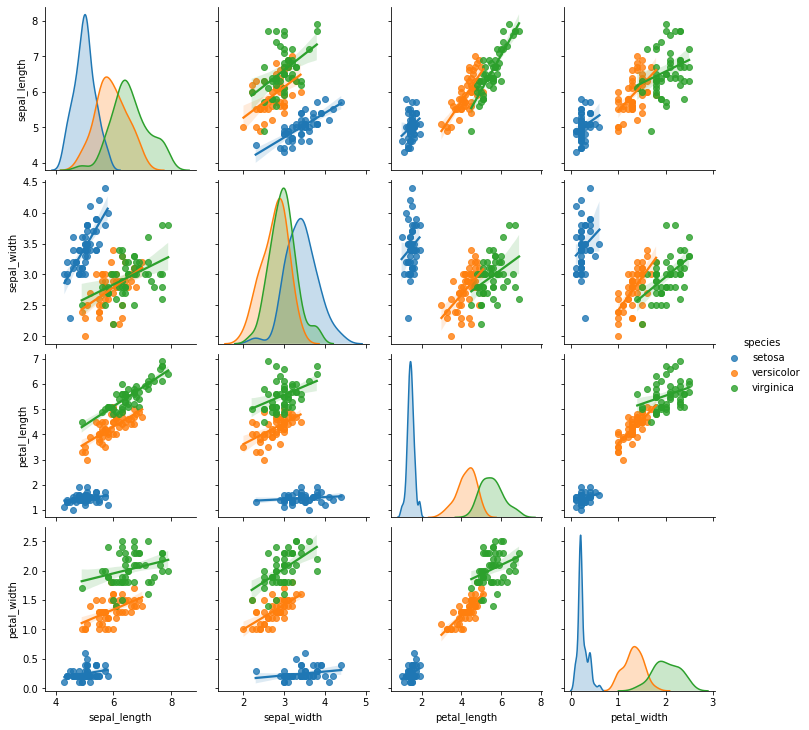 8
7
6
5
4
sepal_length
4.5
4.0
3.5
3.0
2.5
2.0
sepal_width
species
setosa
versicolor
virginica
7
6
5
4
3
2
1
petal_length
2.5
2.0
1.5
1.0
0.5
0.0
petal_width
4 6 8
2 3 4 5
2 4 6 8
0 1 2 3
sepal_length sepal_width petal_length petal_width